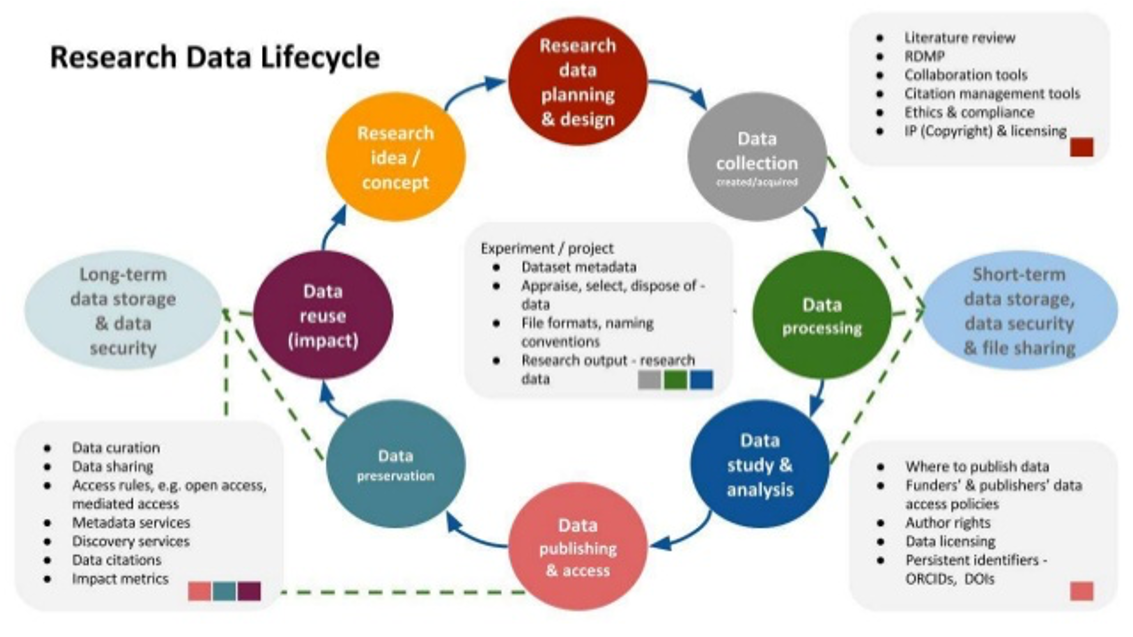 Research Data Lifecycle
Research
data
planning
& design
Research
idea /
concept
Data
collection
created/acquired
● Literature review
● RDMP
● Collaboration tools
● Citation management tools
● Ethics & compliance
● IP (Copyright) & licensing
Long-term
data storage
& data
security
Data
reuse
(impact)
Experiment / project
● Dataset metadata
● Appraise, select, dispose of -
data
● File formats, naming
conventions
● Research output - research
data
Data
processing
Short-term
data storage,
data security
& file sharing
Data
preservation
Data
study &
analysis
Data
publishing
& access
● Data curation
● Data sharing
● Access rules, e.g. open access,
mediated access
● Metadata services
● Discovery services
● Data citations
● Impact metrics
● Where to publish data
● Funders' & publishers' data
access policies
● Author rights
● Data licensing
● Persistent identifiers -
ORCIDs, DOIs